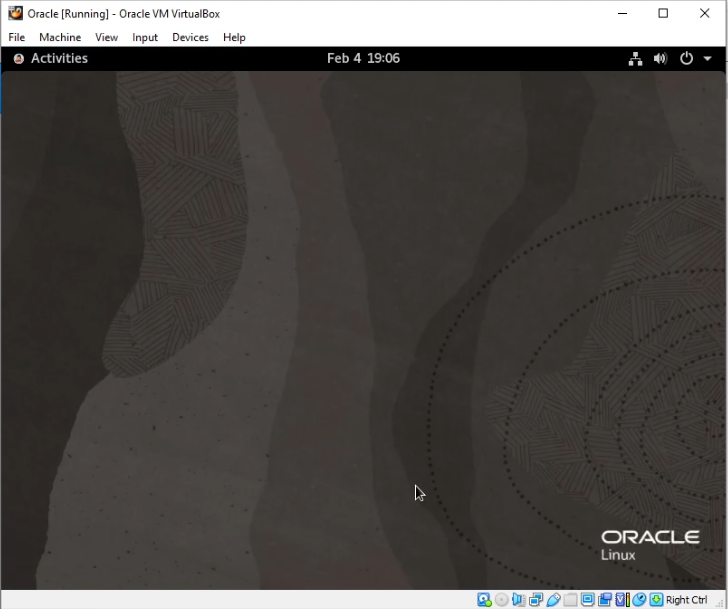 Oracle [Running] - Oracle VM VirtualBox
File Machine View Input Devices Help
Activities Feb 4 19:06
ORACLE
Linux
Right Ctrl